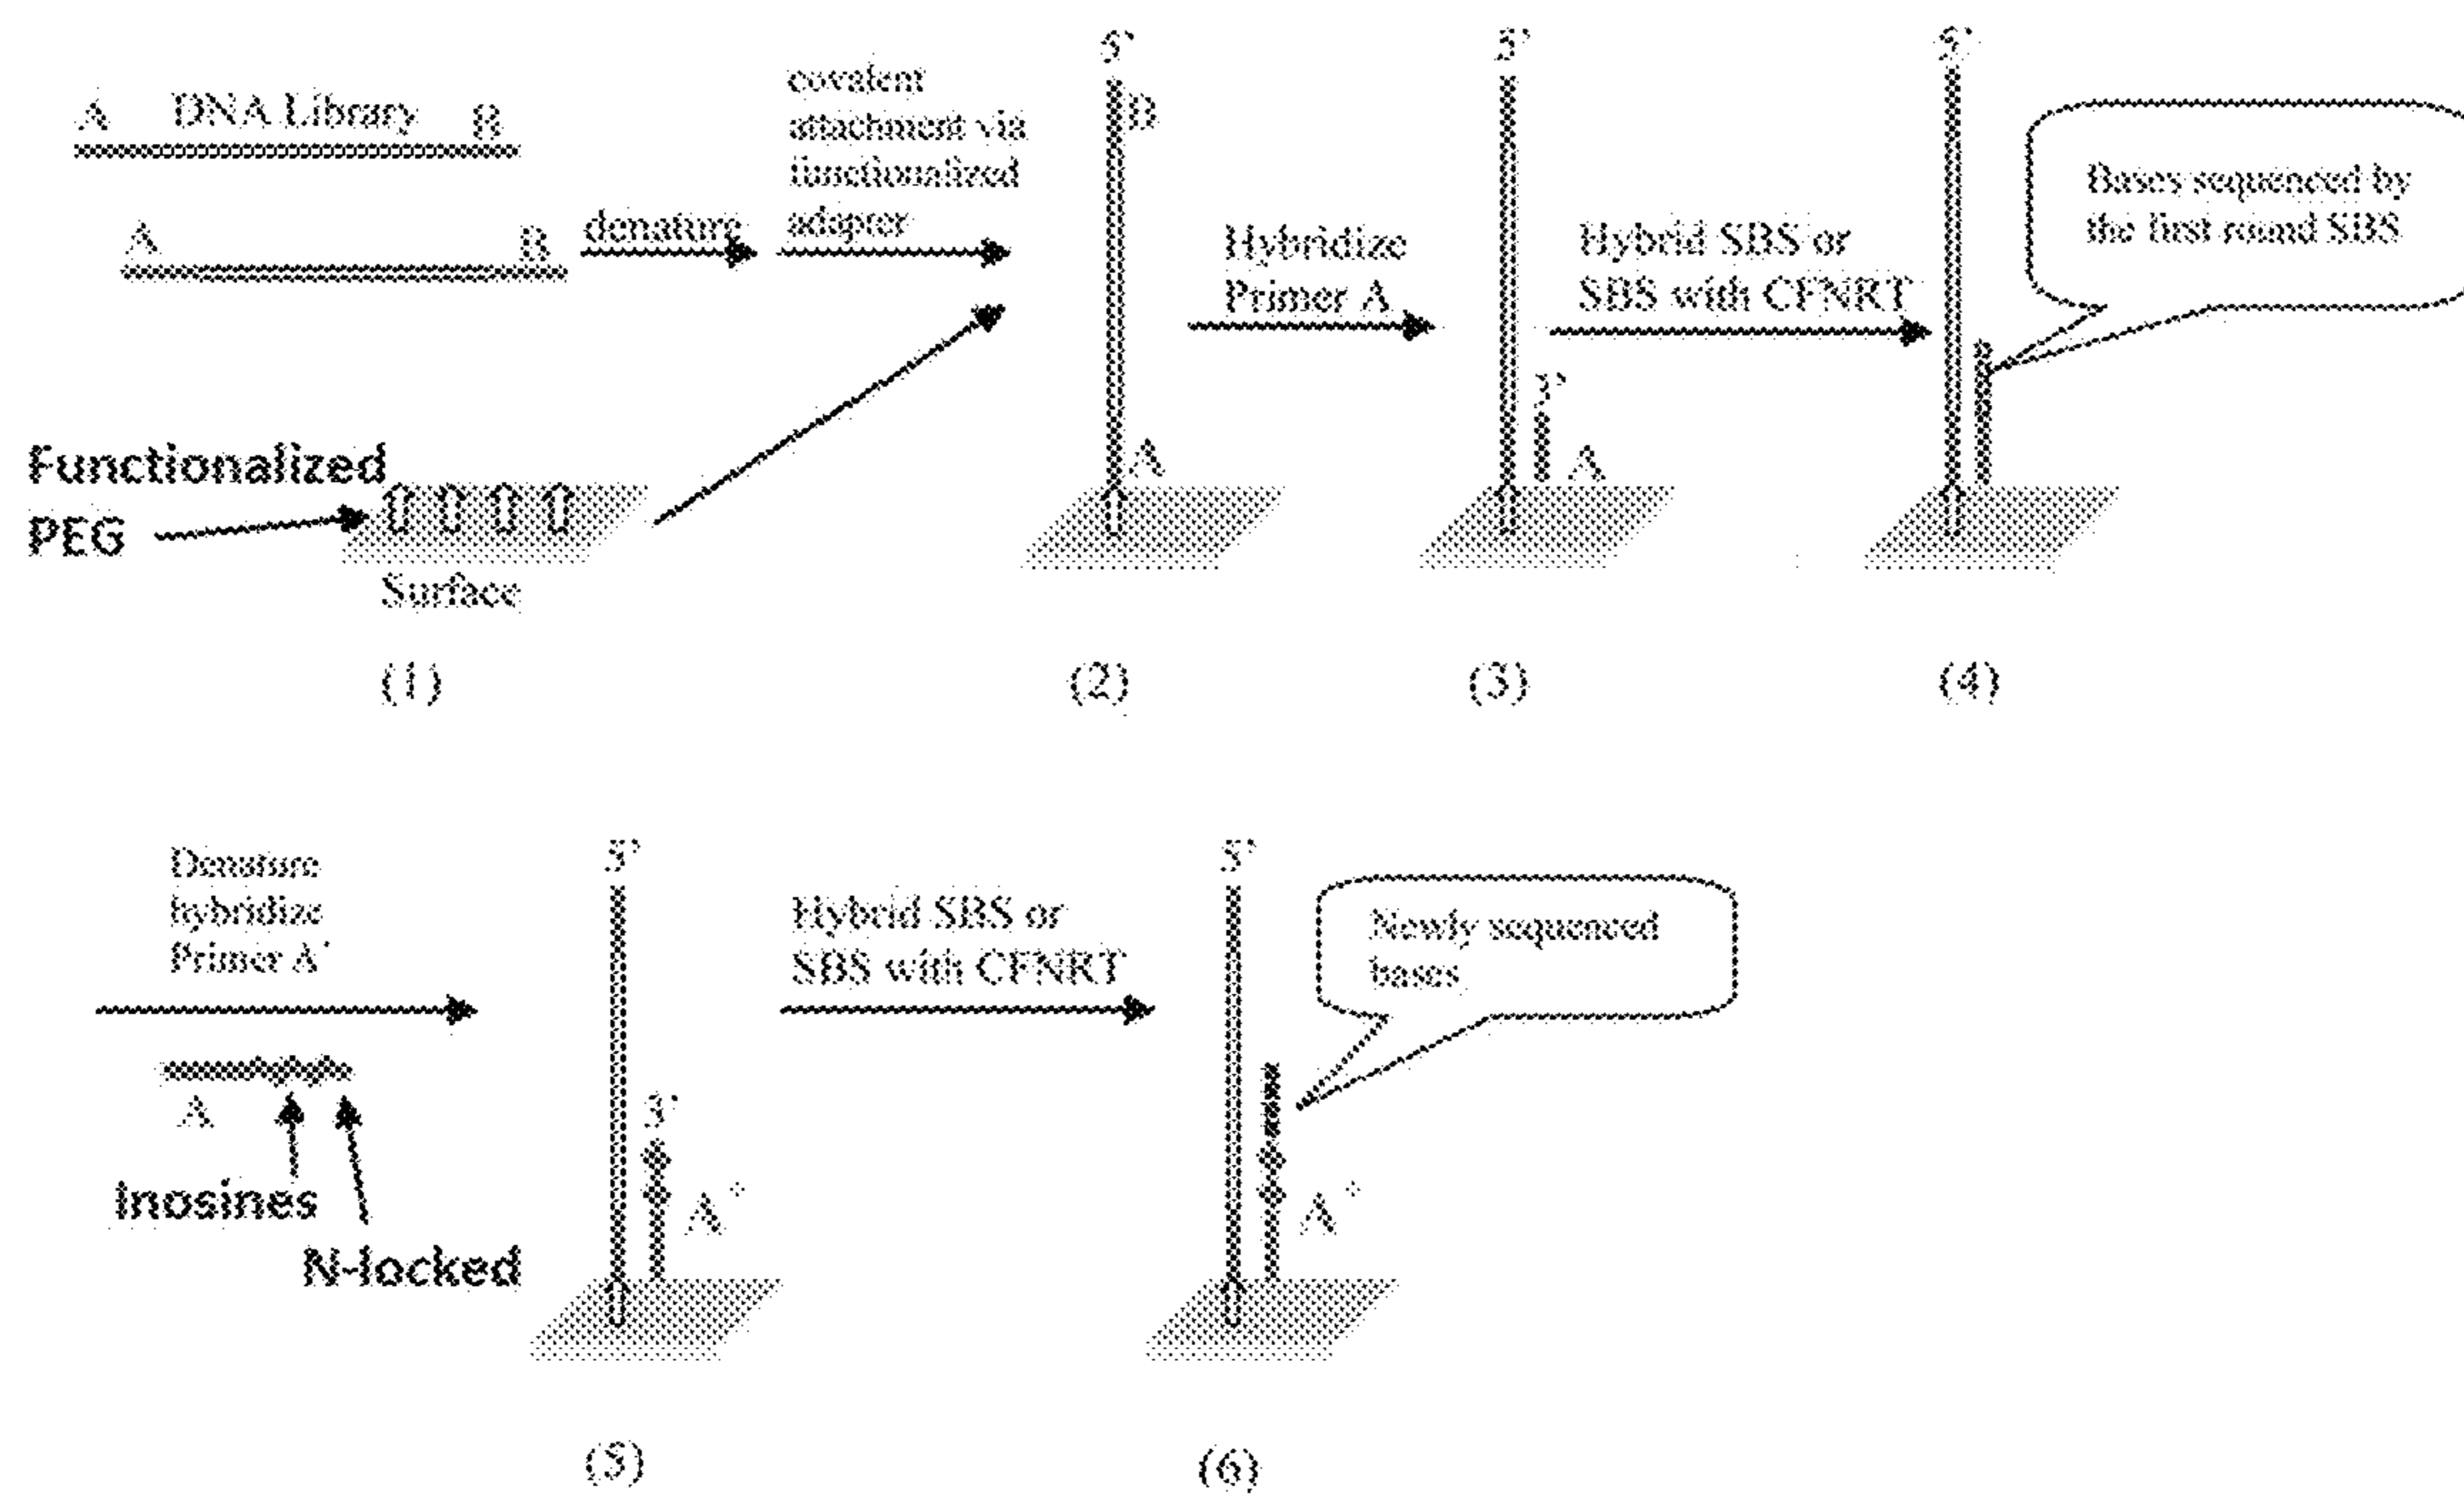 A DNA Library B
A B
denature
covalent
attachment via
functionalized
adapter
Functionalized
PEG
Surface
(1)
5'
B
A
(2)
Hybridize
Primer A
5'
3'
A
(3)
Hybrid SBS or
SBS with CFNRT
5'
Bases sequenced by
the first round SBS
(4)
Denature
hybridize
Primer A'
A
Inosines
N-locked
5'
3'
A'
(5)
Hybrid SBS or
SBS with CFNRT
5'
A'
Newly sequenced
bases
(6)